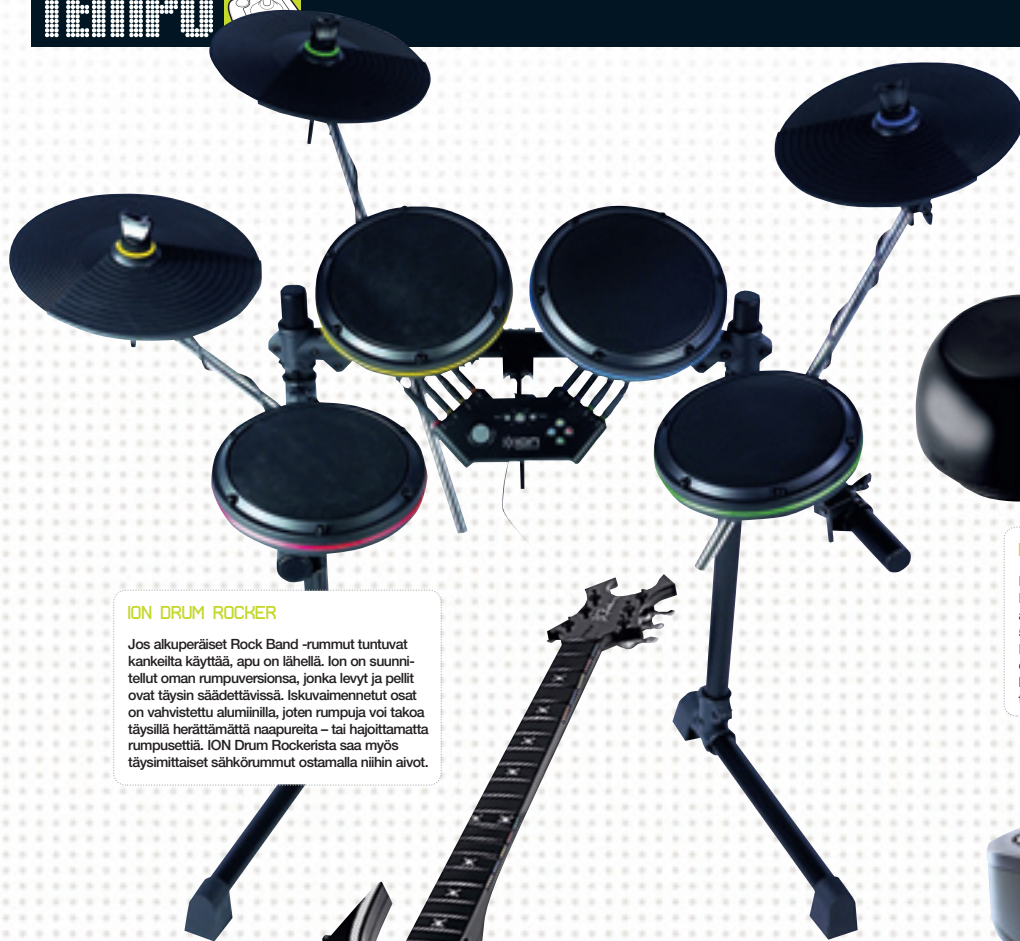 TEMPO
ION
ION DRUM ROCKER
Jos alkuperäiset Rock Band -rummut tuntuvat
kankeilta käyttää, apu on lähellä. Ion on suunni-
tellut oman rumpuversionsa, jonka levyt ja pellit
ovat täysin säädettävissä. Iskuvaimennetut osat
on vahvistettu alumiinilla, joten rumpuja voi takoa
täysillä herättämättä naapureita – tai hajoittamatta
rumpusettiä. ION Drum Rockerista saa myös
täysimittaiset sähkörummut ostamalla niihin aivot.